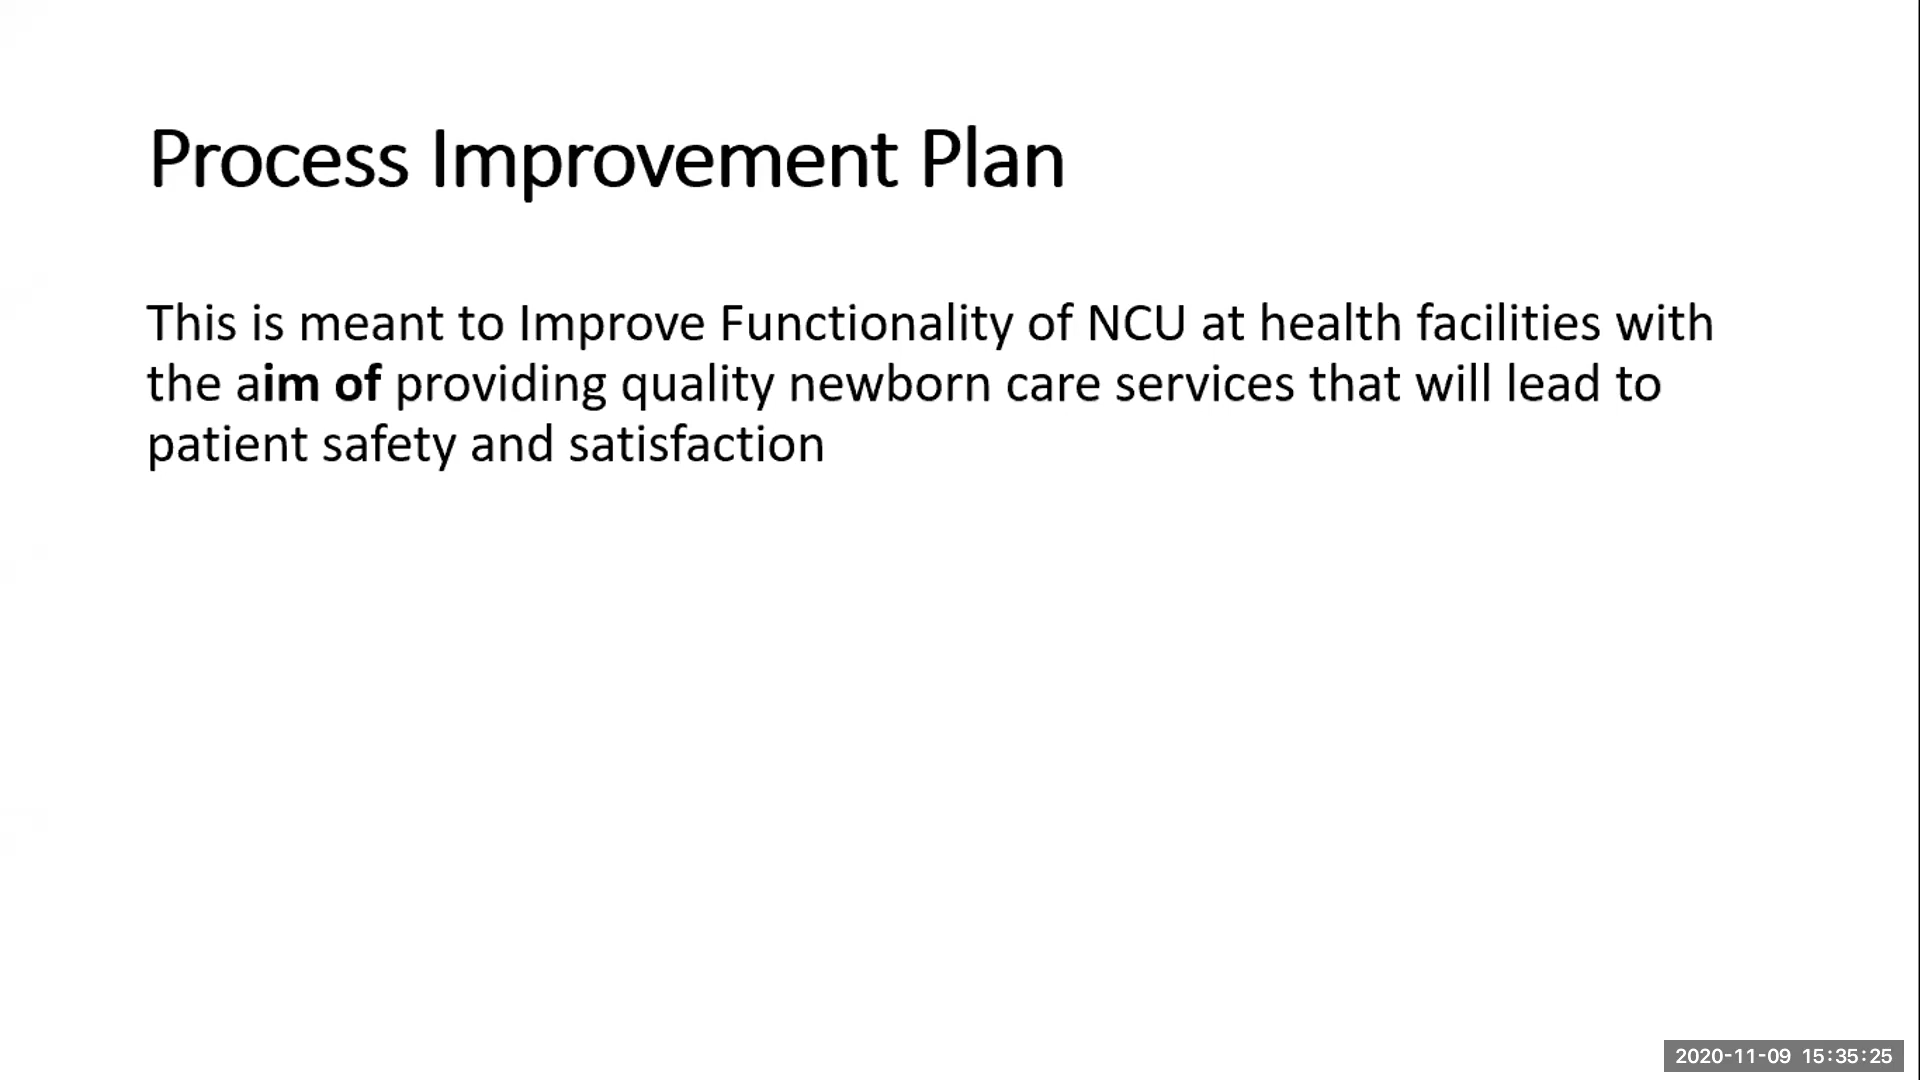 Process Improvement Plan
This is meant to Improve Functionality of NCU at health facilities with
the aim of providing quality newborn care services that will lead to
patient safety and satisfaction
2020-11-09 15:35:25